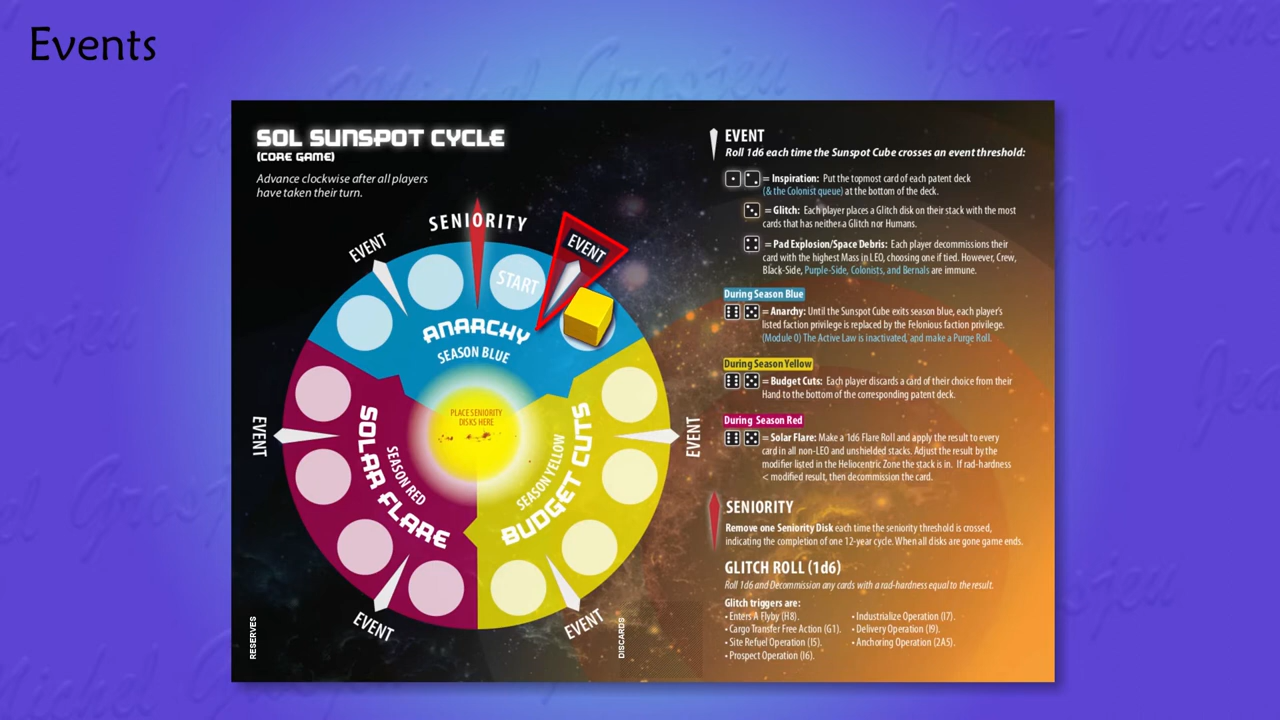 Events
SOL SUNSPOT CYCLE
(CORE GAME)
Advance clockwise after all players
have taken their turn.
SENIORITY
EVENT
EVENT
START
ANARCHY
SEASON BLUE
PLACE SENIORITY
DISKS HERE
EVENT
EVENT
SOLAR FLARE
SEASON RED
SEASON YELLOW
BUDGET CUTS
EVENT
EVENT
RESERVES
DISCARDS
EVENT
Roll 1d6 each time the Sunspot Cube crosses an event threshold:
= Inspiration: Put the topmost card of each patent deck
(& the Colonist queue) at the bottom of the deck.
= Glitch: Each player places a Glitch disk on their stack with the most
cards that has neither a Glitch nor Humans.
= Pad Explosion/Space Debris: Each player decommissions their
card with the highest Mass in LEO, choosing one if tied. However, Crew,
Black-Side, Purple-Side, Colonists, and Bernals are immune.
During Season Blue
= Anarchy: Until the Sunspot Cube exits season blue, each player's
listed faction privilege is replaced by the Felonious faction privilege.
(Module 0) The Active Law is inactivated, and make a Purge Roll.
During Season Yellow
= Budget Cuts: Each player discards a card of their choice from their
Hand to the bottom of the corresponding patent deck.
During Season Red
= Solar Flare: Make a 1d6 Flare Roll and apply the result to every
card in all non-LEO and unshielded stacks. Adjust the result by the
modifier listed in the Heliocentric Zone the stack is in. If rad-hardness
< modified result, then decommission the card.
SENIORITY
Remove one Seniority Disk each time the seniority threshold is crossed,
indicating the completion of one 12-year cycle. When all disks are gone game ends.
GLITCH ROLL (1d6)
Roll 1d6 and Decommission any cards with a rad-hardness equal to the result.
Glitch triggers are:
• Enters A Flyby (H8).
• Cargo Transfer Free Action (G1).
• Site Refuel Operation (I5).
• Prospect Operation (I6).
• Industrialize Operation (I7).
• Delivery Operation (I9).
• Anchoring Operation (2A5).